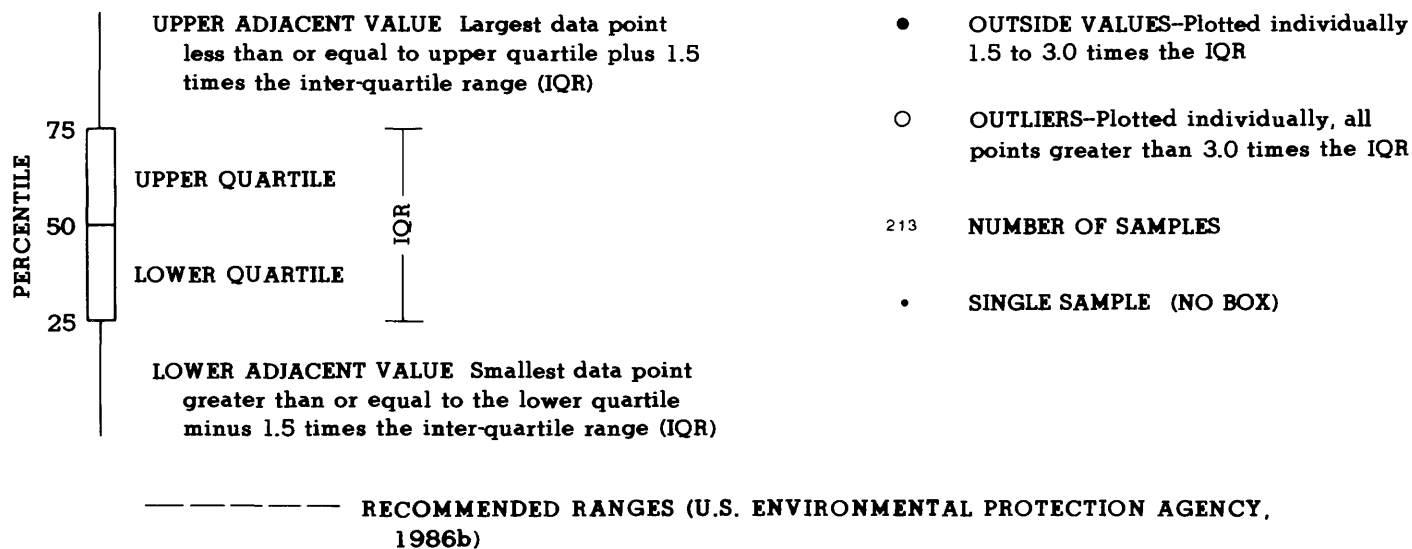 UPPER ADJACENT VALUE Largest data point
less than or equal to upper quartile plus 1.5
times the inter-quartile range (IQR)
75
UPPER QUARTILE
PERCENTILE
50
IQR
LOWER QUARTILE
25
LOWER ADJACENT VALUE Smallest data point
greater than or equal to the lower quartile
minus 1.5 times the inter-quartile range (IQR)
OUTSIDE VALUES--Plotted individually
1.5 to 3.0 times the IQR
OUTLIERS--Plotted individually, all
points greater than 3.0 times the IQR
213 NUMBER OF SAMPLES
SINGLE SAMPLE (NO BOX)
RECOMMENDED RANGES (U.S. ENVIRONMENTAL PROTECTION AGENCY,
1986b)